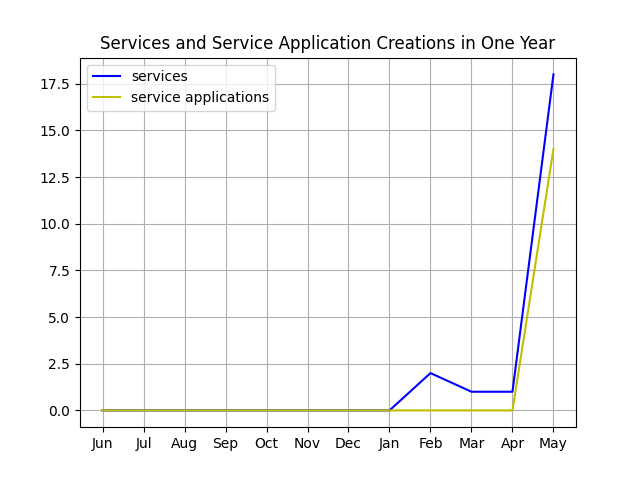 Services and Service Application Creations in One Year
services
service applications
17.5
15.0
12.5
10.0
7.5
5.0
2.5
0.0
Jun Jul Aug Sep Oct Nov Dec Jan Feb Mar Apr May